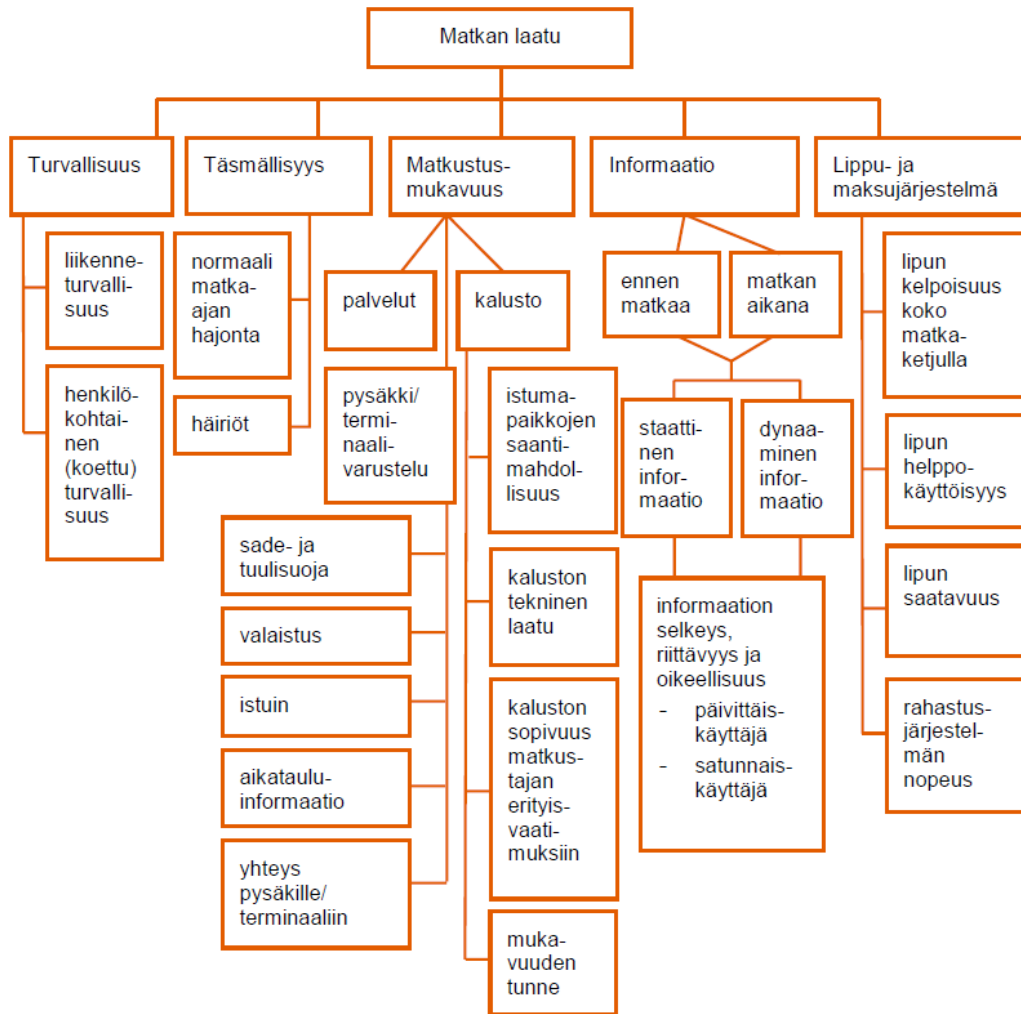 Matkan laatu
Turvallisuus
liikenne-
turvalli-
suus
henkilö-
kohtai-
nen
(koettu)
turvalli-
suus
Täsmällisyys
normaali
matka-
ajan
hajonta
häiriöt
Matkustus-
mukavuus
palvelut
kalusto
pysäkki/
termi-
naali-
varustelu
sade- ja
tuulisuoja
valaistus
istuin
aikataulu-
informaatio
yhteys
pysäkille/
terminaaliin
istuma-
paikkojen
saanti-
mahdol-
lisuus
kaluston
tekninen
laatu
kaluston
sopivuus
matkus-
tajan
erityis-
vaati-
muksiin
muka-
vuuden
tunne
Informaatio
ennen
matkaa
matkan
aikana
staatti-
nen
infor-
maatio
dynaa-
minen
infor-
maatio
informaation
selkeys,
riittävyys ja
oikeellisuus
- päivittäis-
käyttäjä
- satunnais-
käyttäjä
Lippu- ja
maksujärjestelmä
lipun
kelpoisuus
koko
matka-
ketjulla
lipun
helppo-
käyttöisyys
lipun
saatavuus
rahastus-
järjestel-
män
nopeus